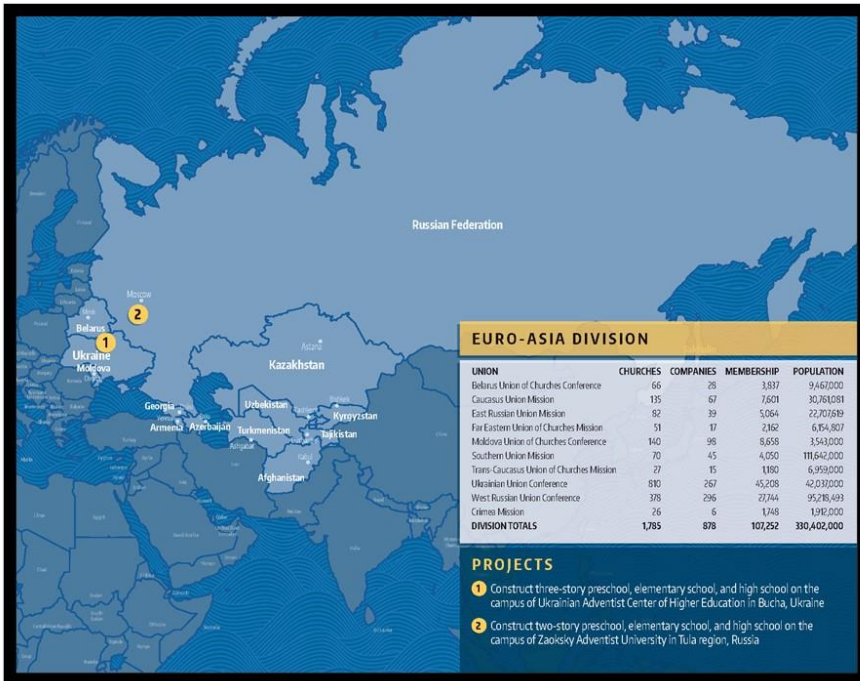 Russian Federation
Moscow
2
Minsk
Belarus
1
Ukraine
Moldova
Astana
Kazakhstan
Georgia
Uzbekistan
Kyrgyzstan
Armenia
Azerbaijan
Turkmenistan
Tajikistan
Ashgabat
Kabul
Afghanistan
EURO-ASIA DIVISION
UNION CHURCHES COMPANIES MEMBERSHIP POPULATION
Belarus Union of Churches Conference 66 28 3,837 9,467,000
Caucasus Union Mission 135 67 7,601 30,761,081
East Russian Union Mission 82 39 5,064 22,707,619
Far Eastern Union of Churches Mission 51 17 2,162 6,154,807
Moldova Union of Churches Conference 140 98 8,658 3,543,000
Southern Union Mission 70 45 4,050 111,642,000
Trans-Caucasus Union of Churches Mission 27 15 1,180 6,959,000
Ukrainian Union Conference 810 267 45,208 42,037,000
West Russian Union Conference 378 296 27,744 95,218,493
Crimea Mission 26 6 1,748 1,912,000
DIVISION TOTALS 1,785 878 107,252 330,402,000
PROJECTS
1 Construct three-story preschool, elementary school, and high school on the
campus of Ukrainian Adventist Center of Higher Education in Bucha, Ukraine
2 Construct two-story preschool, elementary school, and high school on the
campus of Zaoksky Adventist University in Tula region, Russia